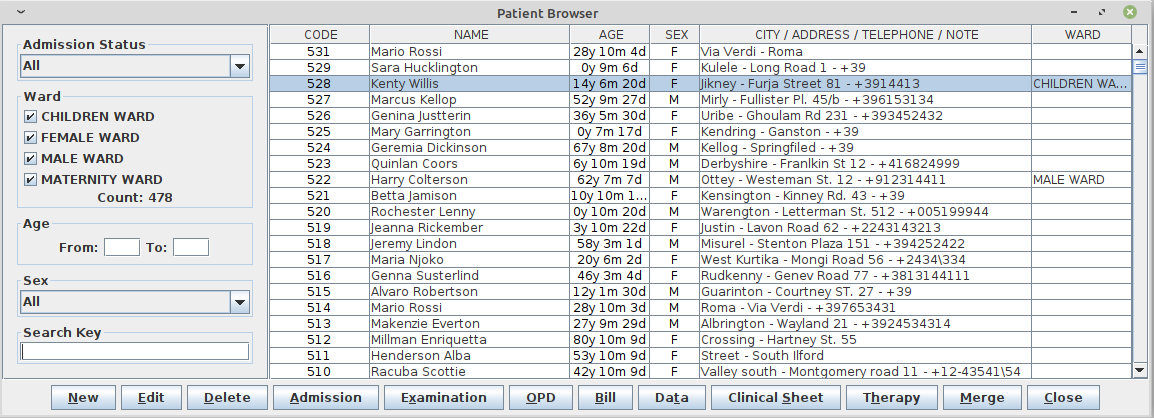 Patient Browser
Admission Status
All
Ward
CHILDREN WARD
FEMALE WARD
MALE WARD
MATERNITY WARD
Count: 478
Age
From: To:
Sex
All
Search Key
CODE NAME AGE SEX CITY / ADDRESS / TELEPHONE / NOTE WARD
531 Mario Rossi 28y 10m 4d F Via Verdi - Roma
529 Sara Hucklington 0y 9m 6d F Kulele - Long Road 1 - +39
528 Kenty Willis 14y 6m 20d F Jikney - Furja Street 81 - +3914413 CHILDREN WA...
527 Marcus Kellop 52y 9m 27d M Mirly - Fullister Pl. 45/b - +396153134
526 Genina Justterin 36y 5m 30d F Uribe - Ghoulam Rd 231 - +393452432
525 Mary Garrington 0y 7m 17d F Kendring - Ganston - +39
524 Geremia Dickinson 67y 8m 20d M Kellog - Springfiled - +39
523 Quinlan Coors 6y 10m 19d M Derbyshire - Franlkin St 12 - +416824999
522 Harry Colterson 62y 7m 7d M Ottey - Westeman St. 12 - +912314411 MALE WARD
521 Betta Jamison 10y 10m 1... F Kensington - Kinney Rd. 43 - +39
520 Rochester Lenny 0y 10m 20d M Warengton - Letterman St. 512 - +005199944
519 Jeanna Rickember 3y 10m 22d F Justin - Lavon Road 62 - +2243143213
518 Jeremy Lindon 58y 3m 1d M Misurel - Stenton Plaza 151 - +394252422
517 Maria Njoko 20y 6m 2d F West Kurtika - Mongi Road 56 - +2434\334
516 Genna Susterlind 46y 3m 4d F Rudkenny - Genev Road 77 - +3813144111
515 Alvaro Robertson 12y 1m 30d M Guarinton - Courtney ST. 27 - +39
514 Mario Rossi 28y 10m 3d M Roma - Via Verdi - +397653431
513 Makenzie Everton 27y 9m 29d M Albrington - Wayland 21 - +3924534314
512 Millman Enriquetta 80y 10m 9d F Crossing - Hartney St. 55
511 Henderson Alba 53y 10m 9d F Street - South Ilford
510 Racuba Scottie 42y 10m 9d F Valley south - Montgomery road 11 - +12-43541\54
New Edit Delete Admission Examination OPD Bill Data Clinical Sheet Therapy Merge Close